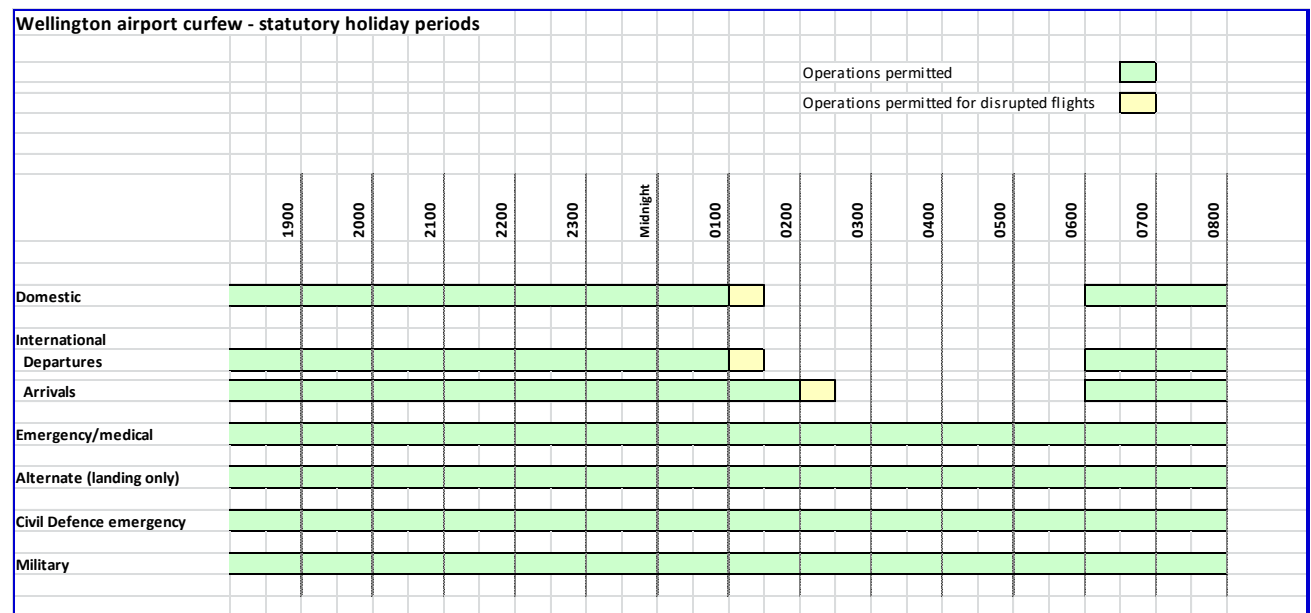 Wellington airport curfew - statutory holiday periods
Operations permitted
Operations permitted for disrupted flights
1900 2000 2100 2200 2300 Midnight 0100 0200 0300 0400 0500 0600 0700 0800
Domestic
International
Departures
Arrivals
Emergency/medical
Alternate (landing only)
Civil Defence emergency
Military